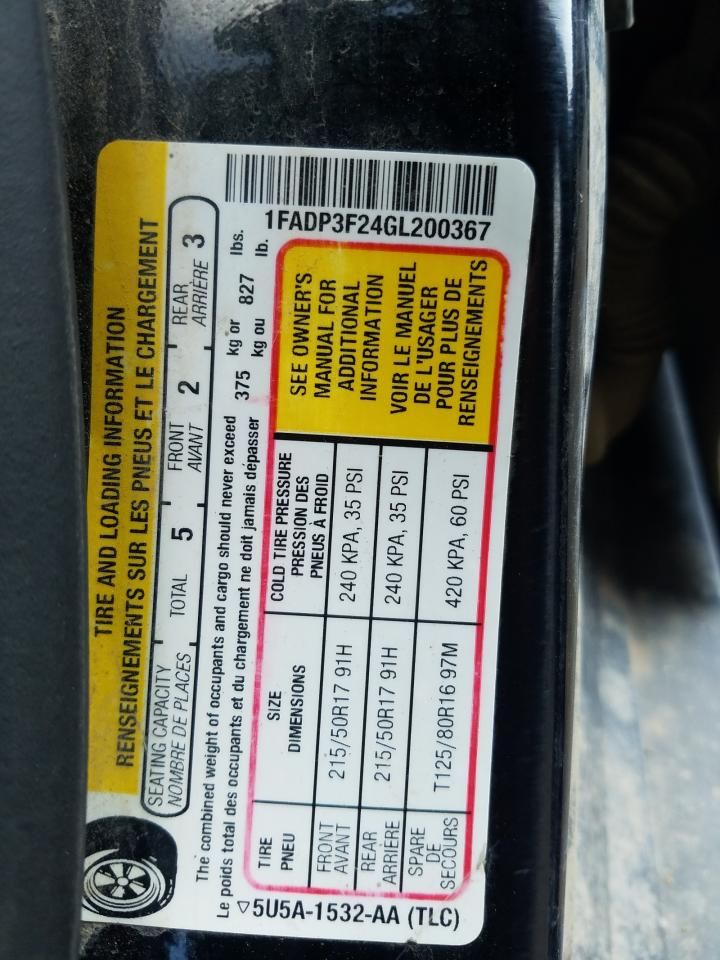 TIRE AND LOADING INFORMATION
RENSEIGNEMENTS SUR LES PNEUS ET LE CHARGEMENT
SEATING CAPACITY
NOMBRE DE PLACES
TOTAL 5
FRONT
AVANT
2
REAR
ARRIÈRE
3
The combined weight of occupants and cargo should never exceed 375 kg or 827 lbs.
Le poids total des occupants et du chargement ne doit jamais dépasser 375 kg ou 827 lb.
TIRE
PNEU
SIZE
DIMENSIONS
COLD TIRE PRESSURE
PRESSION DES
PNEUS À FROID
FRONT
AVANT
215/50R17 91H
240 KPA, 35 PSI
REAR
ARRIÈRE
215/50R17 91H
240 KPA, 35 PSI
SPARE
DE
SECOURS
T125/80R16 97M
420 KPA, 60 PSI
SEE OWNER'S
MANUAL FOR
ADDITIONAL
INFORMATION
VOIR LE MANUEL
DE L'USAGER
POUR PLUS DE
RENSEIGNEMENTS
1FADP3F24GL200367
▽5U5A-1532-AA (TLC)